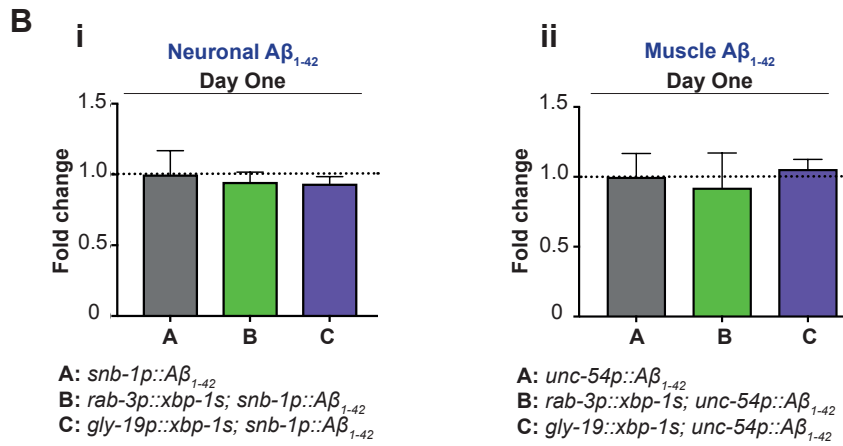 B
i
Neuronal Aβ1-42
Day One
Fold change
1.5
1.0
0.5
0
A B C
A: snb-1p::Aβ1-42
B: rab-3p::xbp-1s; snb-1p::Aβ1-42
C: gly-19p::xbp-1s; snb-1p::Aβ1-42
ii
Muscle Aβ1-42
Day One
Fold change
1.5
1.0
0.5
0
A B C
A: unc-54p::Aβ1-42
B: rab-3p::xbp-1s; unc-54p::Aβ1-42
C: gly-19::xbp-1s; unc-54p::Aβ1-42